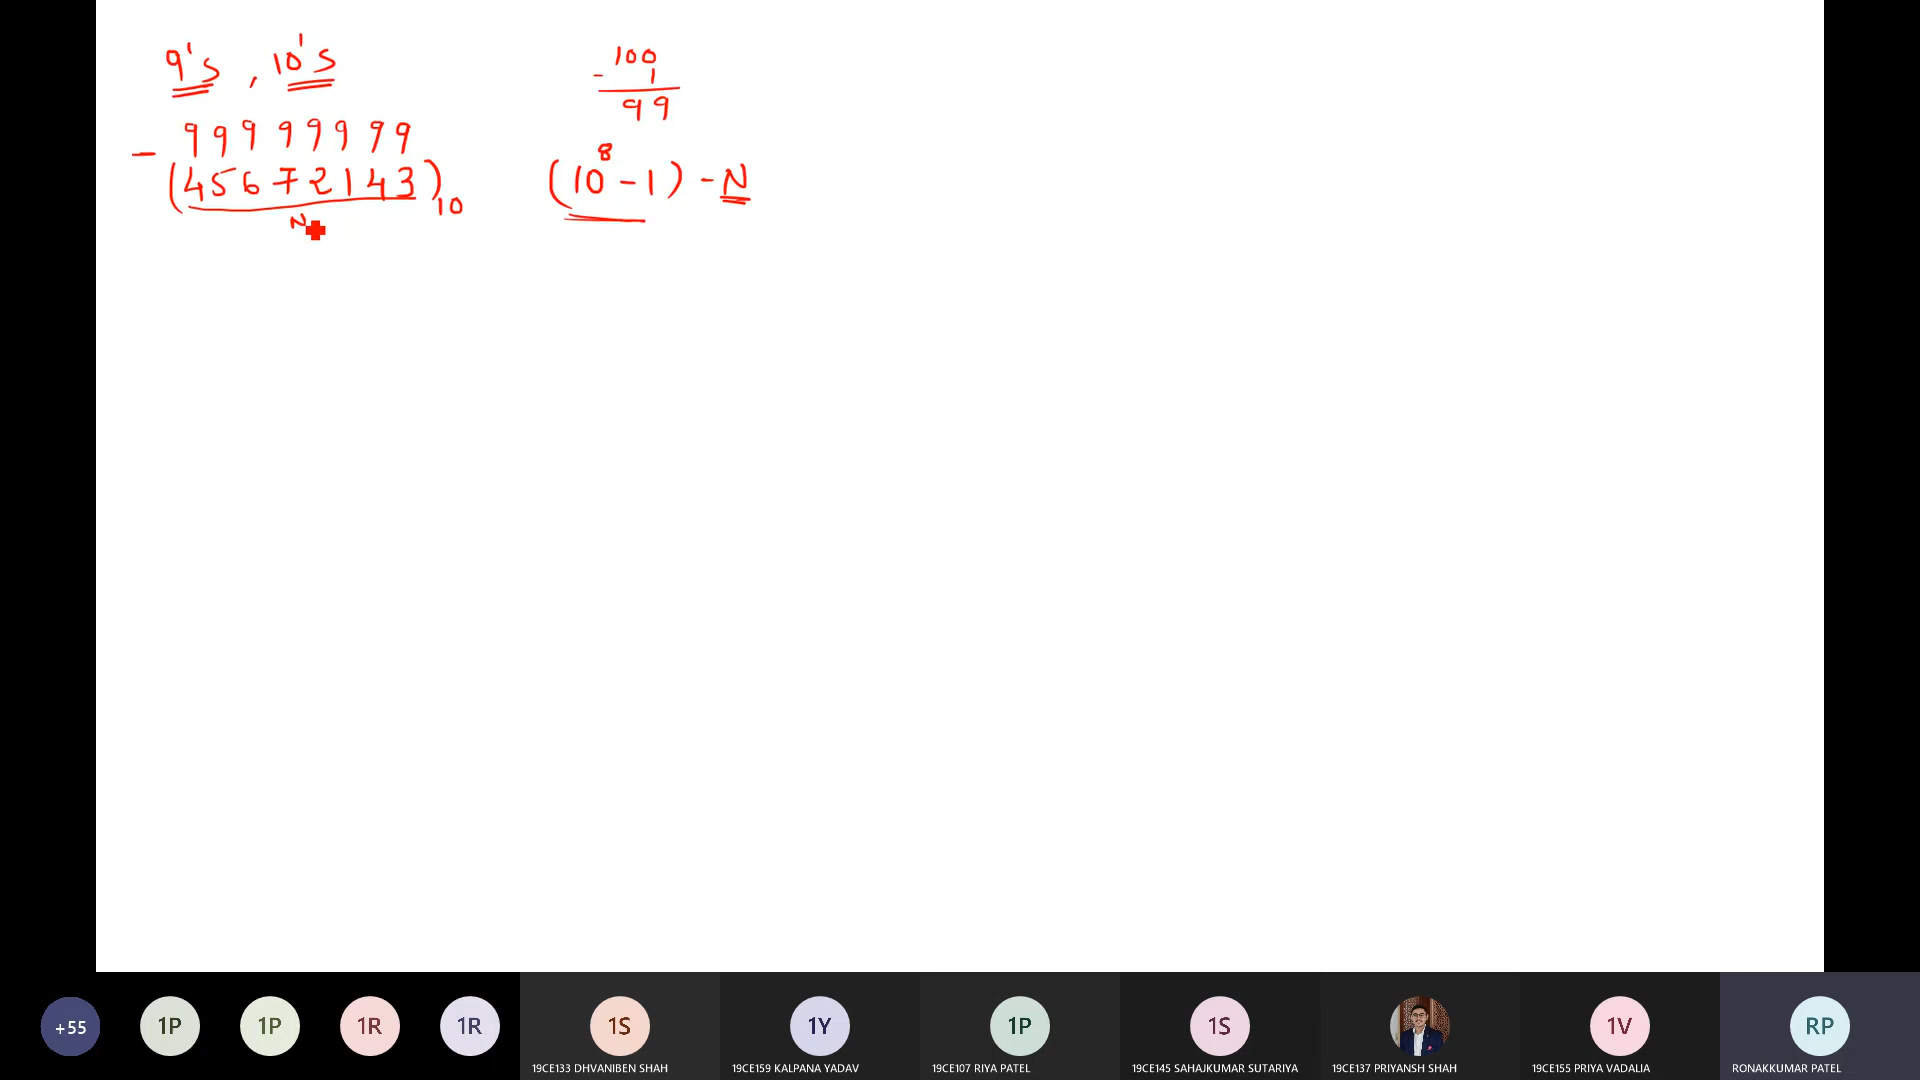 9's , 10's
100
- 1
99
- 99999999
(45672143)10
N
(10^8 - 1) - N
+55
1P
1P
1R
1R
1S
1Y
1P
1S
1V
RP
19CE133 DHVANIBEN SHAH
19CE159 KALPANA YADAV
19CE107 RIYA PATEL
19CE145 SAHAJKUMAR SUTARIYA
19CE137 PRIYANSH SHAH
19CE155 PRIYA VADALIA
RONAKKUMAR PATEL